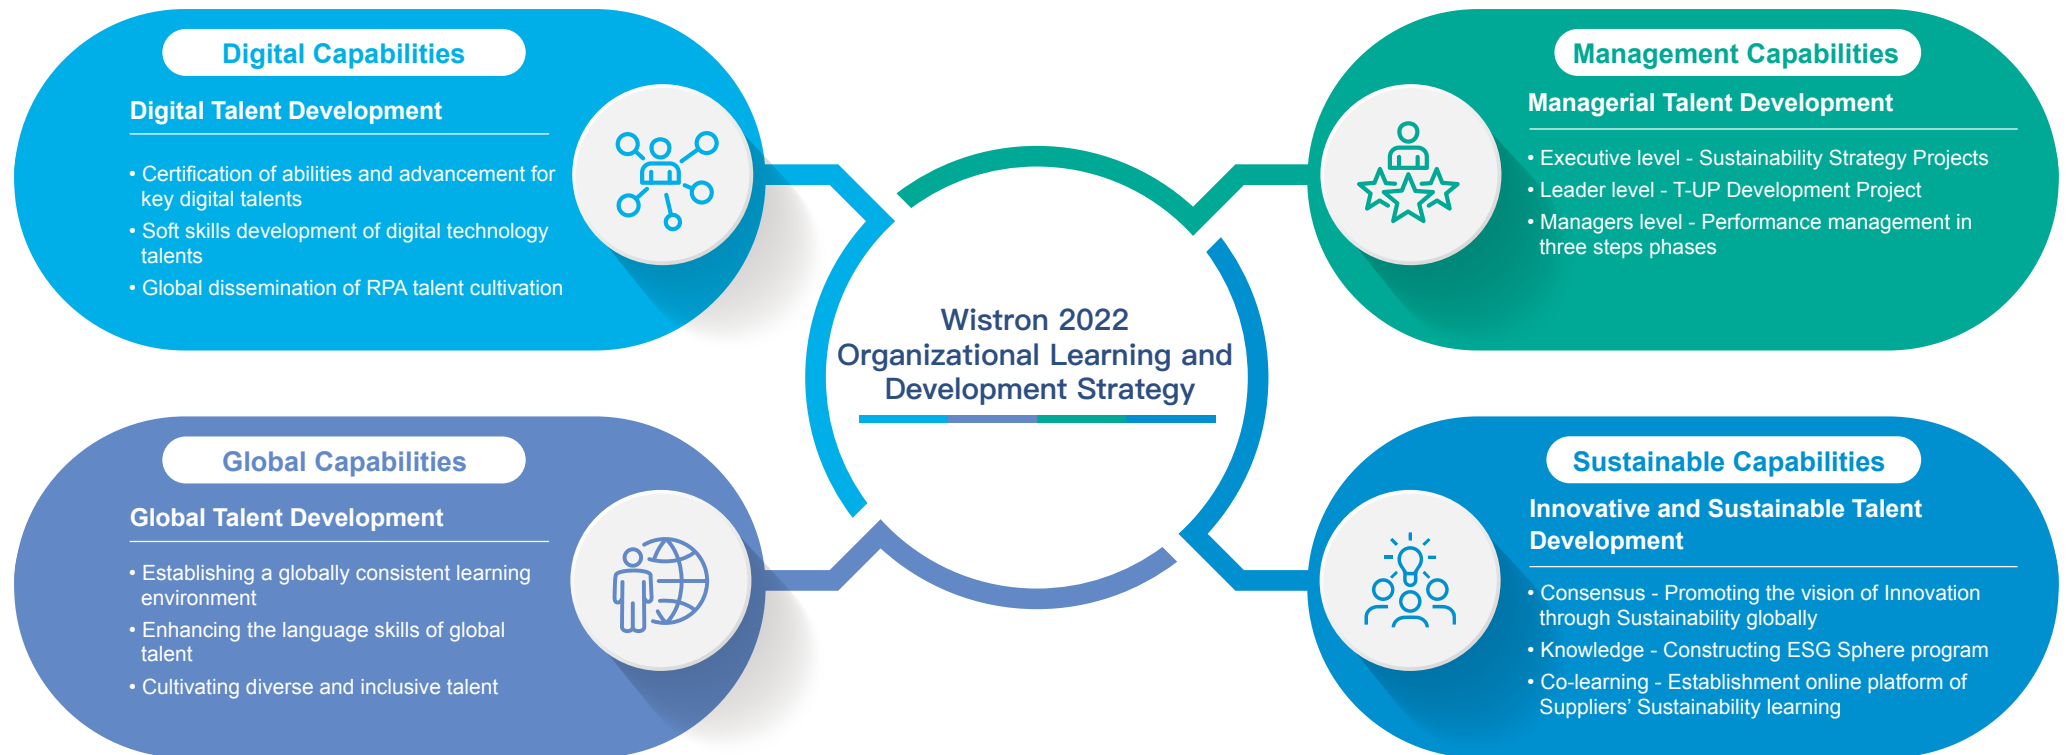 Digital Capabilities
Digital Talent Development
• Certification of abilities and advancement for
key digital talents
• Soft skills development of digital technology
talents
• Global dissemination of RPA talent cultivation
Management Capabilities
Managerial Talent Development
• Executive level - Sustainability Strategy Projects
• Leader level - T-UP Development Project
• Managers level - Performance management in
three steps phases
Wistron 2022
Organizational Learning and
Development Strategy
Global Capabilities
Global Talent Development
• Establishing a globally consistent learning
environment
• Enhancing the language skills of global
talent
• Cultivating diverse and inclusive talent
Sustainable Capabilities
Innovative and Sustainable Talent
Development
• Consensus - Promoting the vision of Innovation
through Sustainability globally
• Knowledge - Constructing ESG Sphere program
• Co-learning - Establishment online platform of
Suppliers’ Sustainability learning